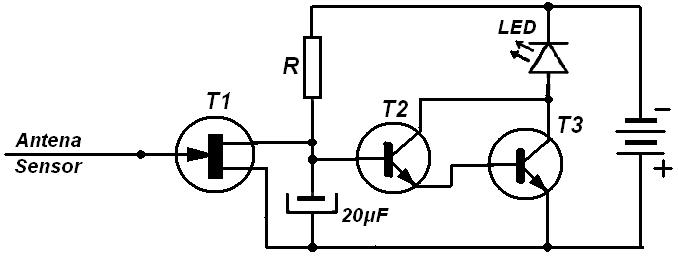 LED
R
T1
T2
T3
Antena
Sensor
20µF
−
+